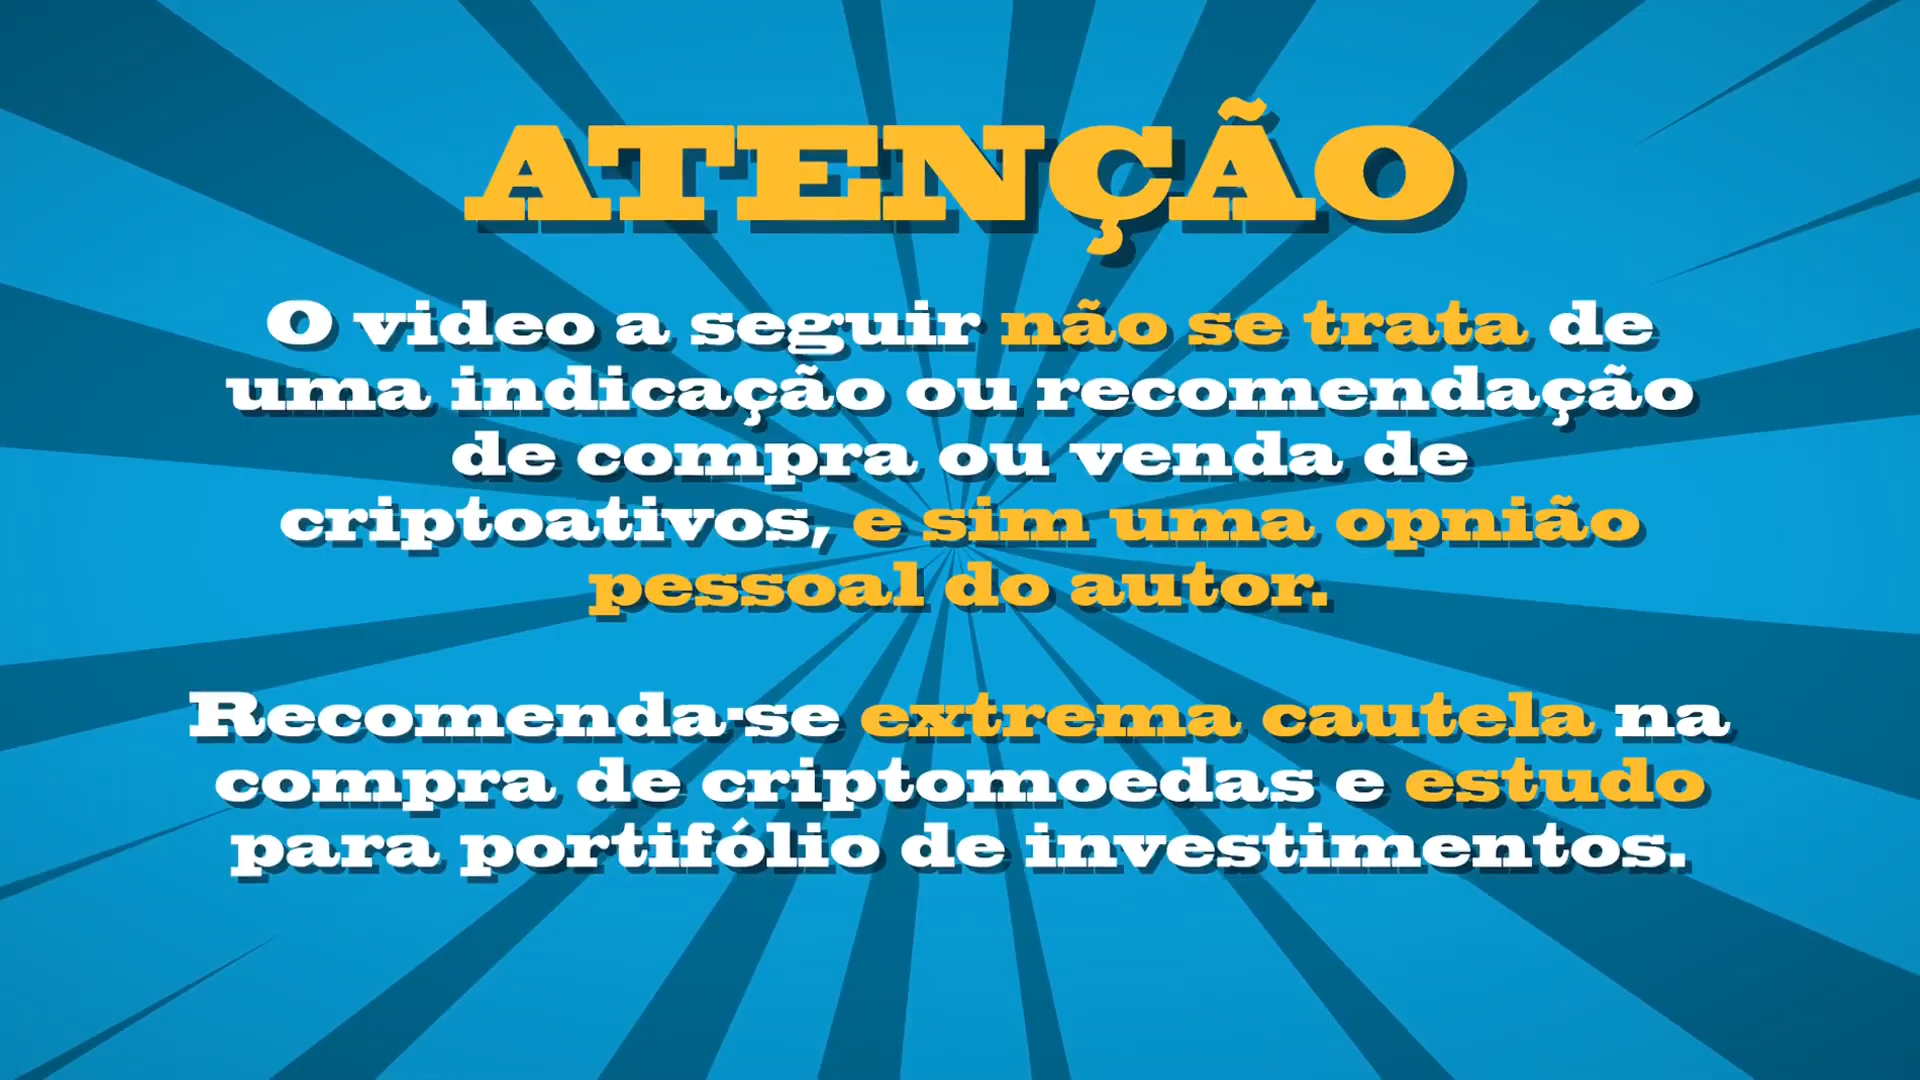 ATENÇÃO
O video a seguir não se trata de
uma indicação ou recomendação
de compra ou venda de
criptoativos, e sim uma opnião
pessoal do autor.
Recomenda-se extrema cautela na
compra de criptomoedas e estudo
para portifólio de investimentos.